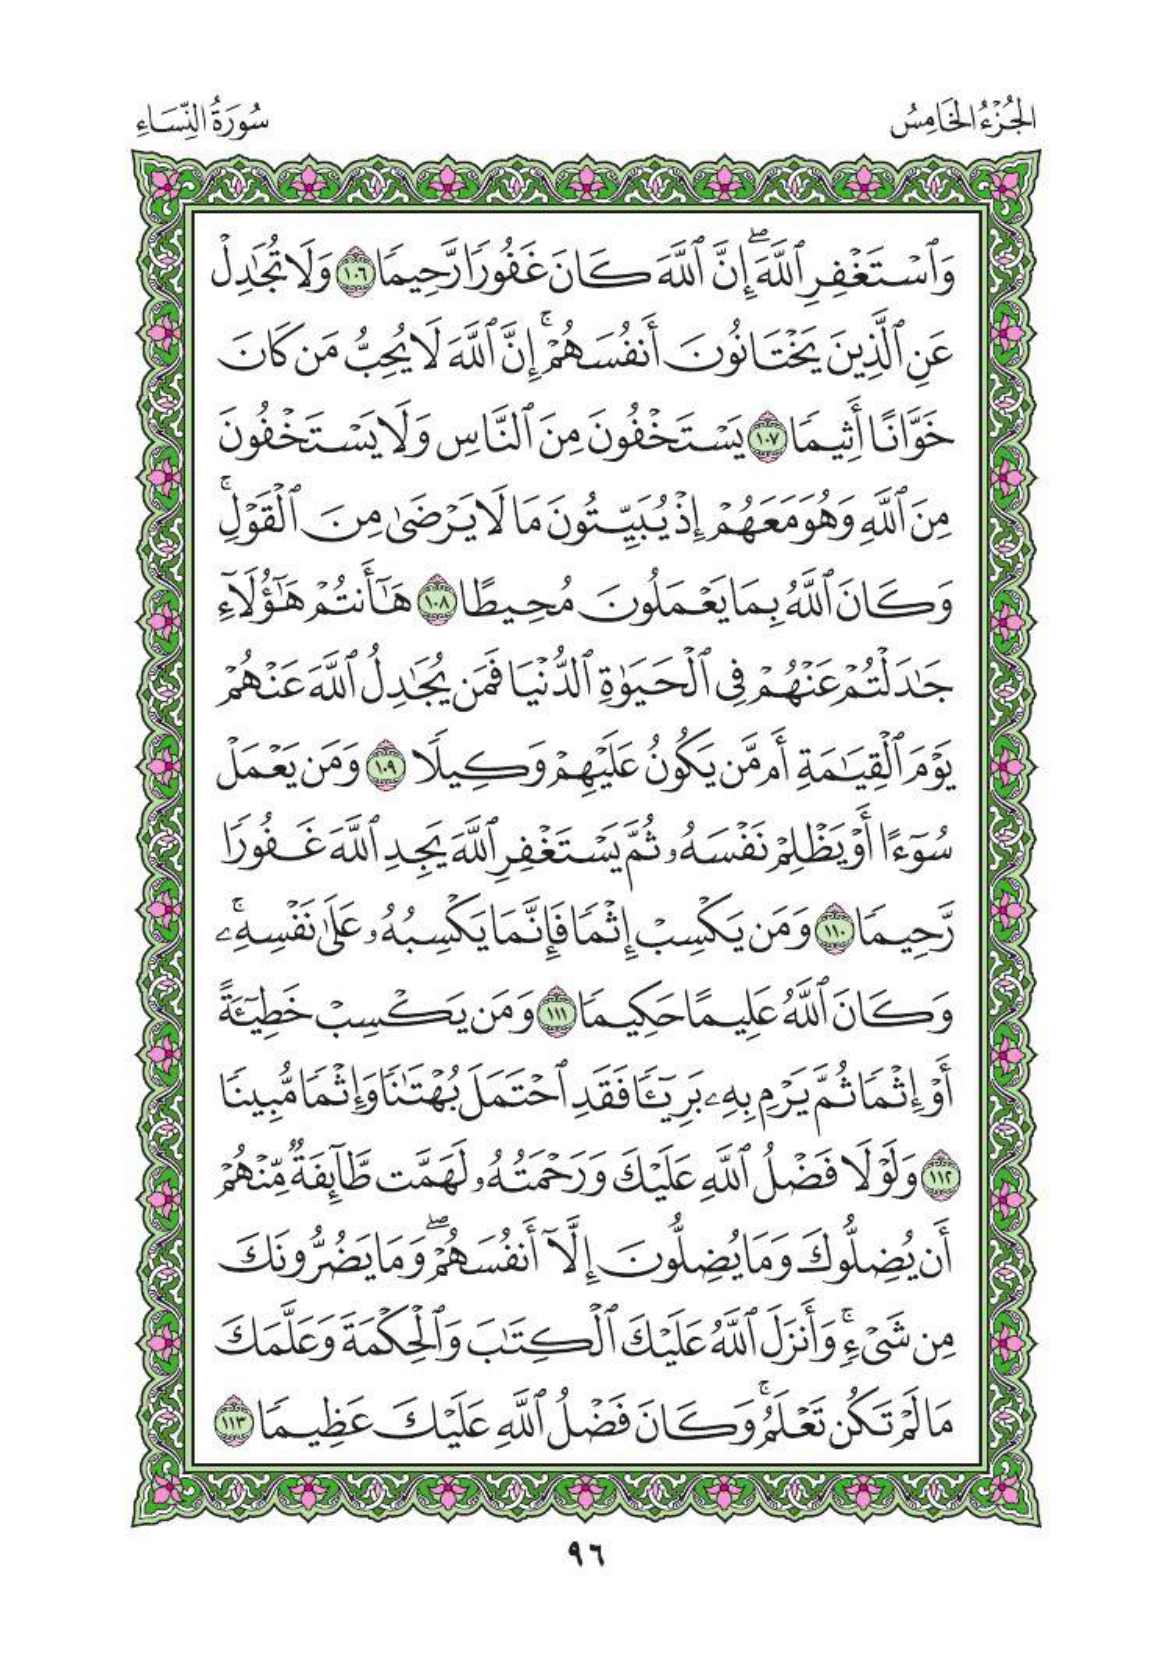 الجُزْءُ الخَامِسُ
سُورَةُ النِّسَاءِ
وَٱسْتَغْفِرِ ٱللَّهَۖ إِنَّ ٱللَّهَ كَانَ غَفُورًا رَّحِيمًا ١٠٦ وَلَا تُجَٰدِلْ
عَنِ ٱلَّذِينَ يَخْتَانُونَ أَنفُسَهُمْۚ إِنَّ ٱللَّهَ لَا يُحِبُّ مَن كَانَ
خَوَّانًا أَثِيمًا ١٠٧ يَسْتَخْفُونَ مِنَ ٱلنَّاسِ وَلَا يَسْتَخْفُونَ
مِنَ ٱللَّهِ وَهُوَ مَعَهُمْ إِذْ يُبَيِّتُونَ مَا لَا يَرْضَىٰ مِنَ ٱلْقَوْلِۚ
وَكَانَ ٱللَّهُ بِمَا يَعْمَلُونَ مُحِيطًا ١٠٨ هَٰٓأَنتُمْ هَٰٓؤُلَآءِ
جَٰدَلْتُمْ عَنْهُمْ فِى ٱلْحَيَوٰةِ ٱلدُّنْيَا فَمَن يُجَٰدِلُ ٱللَّهَ عَنْهُمْ
يَوْمَ ٱلْقِيَٰمَةِ أَم مَّن يَكُونُ عَلَيْهِمْ وَكِيلًا ١٠٩ وَمَن يَعْمَلْ
سُوٓءًا أَوْ يَظْلِمْ نَفْسَهُۥ ثُمَّ يَسْتَغْفِرِ ٱللَّهَ يَجِدِ ٱللَّهَ غَفُورًا
رَّحِيمًا ١١٠ وَمَن يَكْسِبْ إِثْمًا فَإِنَّمَا يَكْسِبُهُۥ عَلَىٰ نَفْسِهِۦۚ
وَكَانَ ٱللَّهُ عَلِيمًا حَكِيمًا ١١١ وَمَن يَكْسِبْ خَطِيٓـَٔةً
أَوْ إِثْمًا ثُمَّ يَرْمِ بِهِۦ بَرِيٓـًٔا فَقَدِ ٱحْتَمَلَ بُهْتَٰنًا وَإِثْمًا مُّبِينًا
١١٢ وَلَوْلَا فَضْلُ ٱللَّهِ عَلَيْكَ وَرَحْمَتُهُۥ لَهَمَّت طَّآئِفَةٌ مِّنْهُمْ
أَن يُضِلُّوكَ وَمَا يُضِلُّونَ إِلَّآ أَنفُسَهُمْۖ وَمَا يَضُرُّونَكَ
مِن شَىْءٍۚ وَأَنزَلَ ٱللَّهُ عَلَيْكَ ٱلْكِتَٰبَ وَٱلْحِكْمَةَ وَعَلَّمَكَ
مَا لَمْ تَكُن تَعْلَمُۚ وَكَانَ فَضْلُ ٱللَّهِ عَلَيْكَ عَظِيمًا ١١٣
٩٦